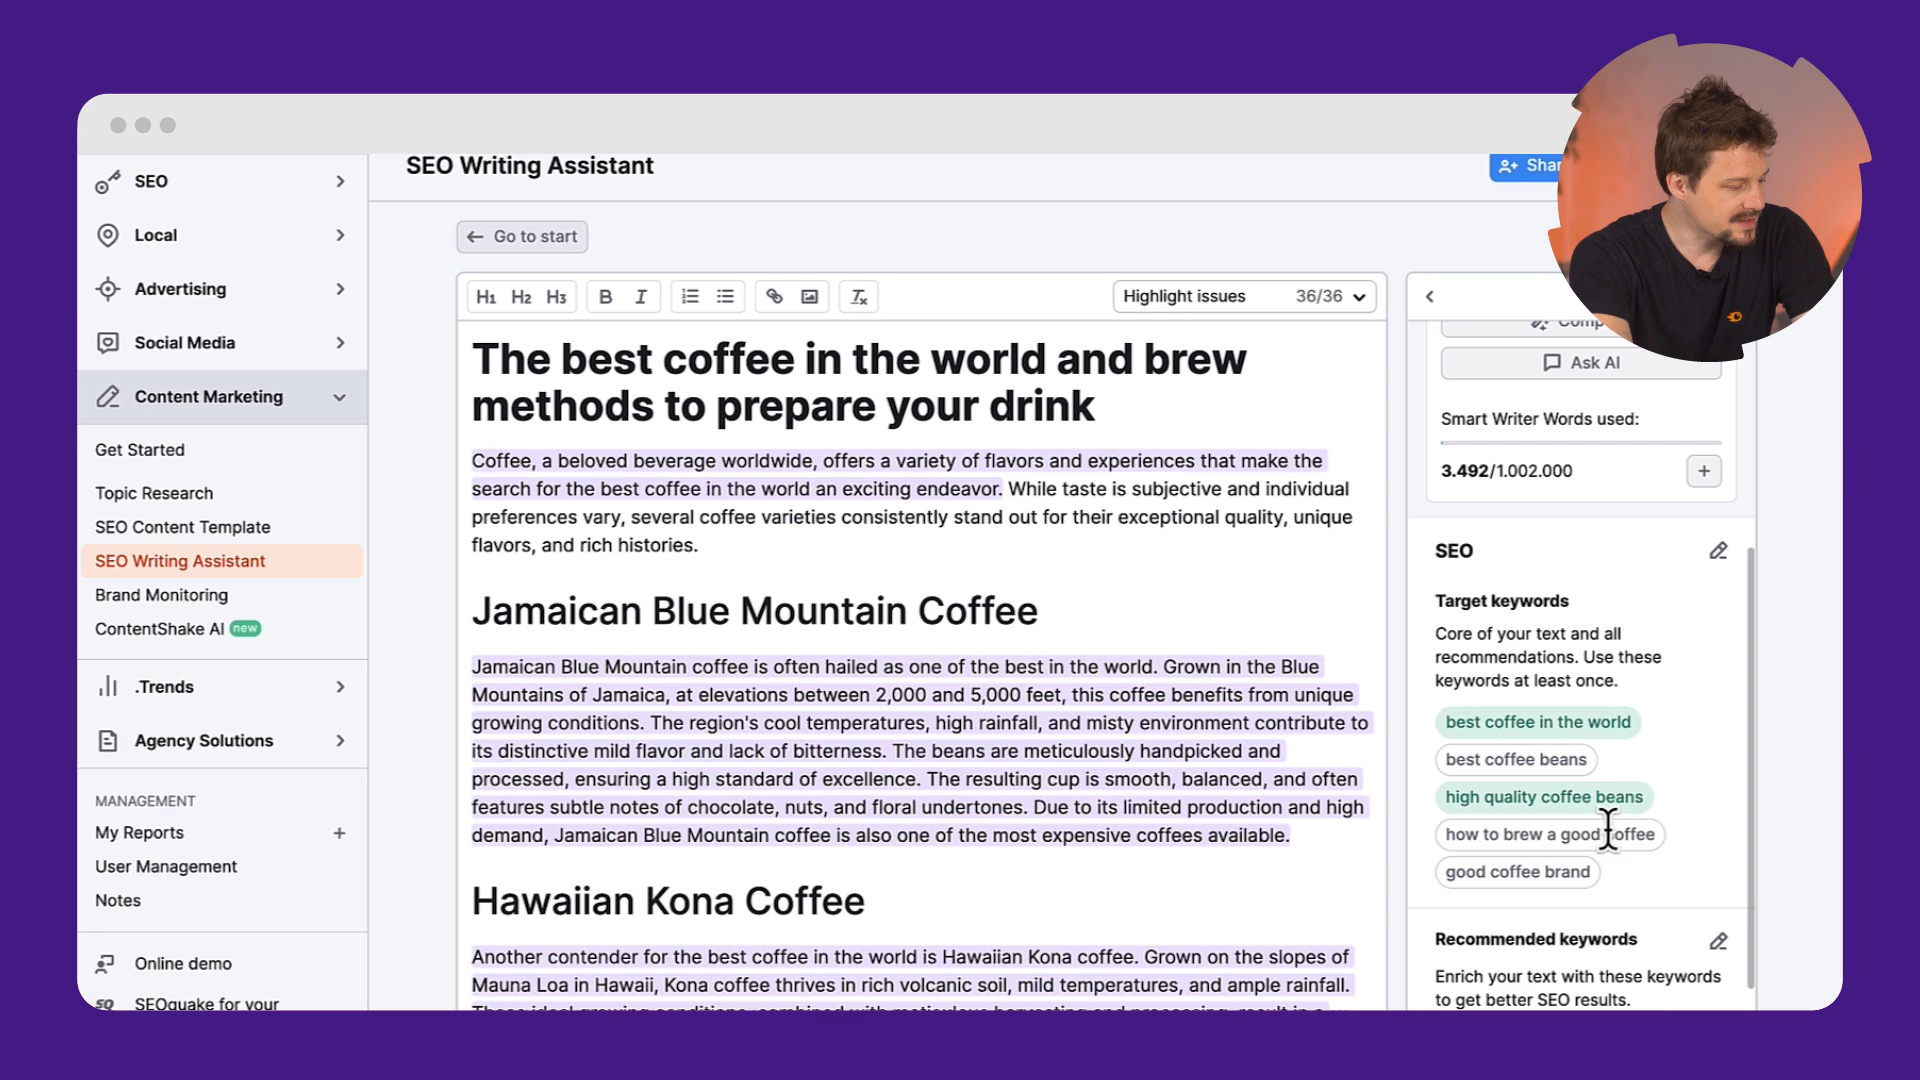 SEO
Local
Advertising
Social Media
Content Marketing
Get Started
Topic Research
SEO Content Template
SEO Writing Assistant
Brand Monitoring
ContentShake AI new
.Trends
Agency Solutions
MANAGEMENT
My Reports +
User Management
Notes
Online demo
SEOquake for your
SEO Writing Assistant
Shar
Go to start
H1 H2 H3 B I Tx
Highlight issues 36/36
The best coffee in the world and brew
methods to prepare your drink
Coffee, a beloved beverage worldwide, offers a variety of flavors and experiences that make the
search for the best coffee in the world an exciting endeavor. While taste is subjective and individual
preferences vary, several coffee varieties consistently stand out for their exceptional quality, unique
flavors, and rich histories.
Jamaican Blue Mountain Coffee
Jamaican Blue Mountain coffee is often hailed as one of the best in the world. Grown in the Blue
Mountains of Jamaica, at elevations between 2,000 and 5,000 feet, this coffee benefits from unique
growing conditions. The region's cool temperatures, high rainfall, and misty environment contribute to
its distinctive mild flavor and lack of bitterness. The beans are meticulously handpicked and
processed, ensuring a high standard of excellence. The resulting cup is smooth, balanced, and often
features subtle notes of chocolate, nuts, and floral undertones. Due to its limited production and high
demand, Jamaican Blue Mountain coffee is also one of the most expensive coffees available.
Hawaiian Kona Coffee
Another contender for the best coffee in the world is Hawaiian Kona coffee. Grown on the slopes of
Mauna Loa in Hawaii, Kona coffee thrives in rich volcanic soil, mild temperatures, and ample rainfall.
Ask AI
Smart Writer Words used:
3.492/1.002.000 +
SEO
Target keywords
Core of your text and all
recommendations. Use these
keywords at least once.
best coffee in the world
best coffee beans
high quality coffee beans
how to brew a good coffee
good coffee brand
Recommended keywords
Enrich your text with these keywords
to get better SEO results.